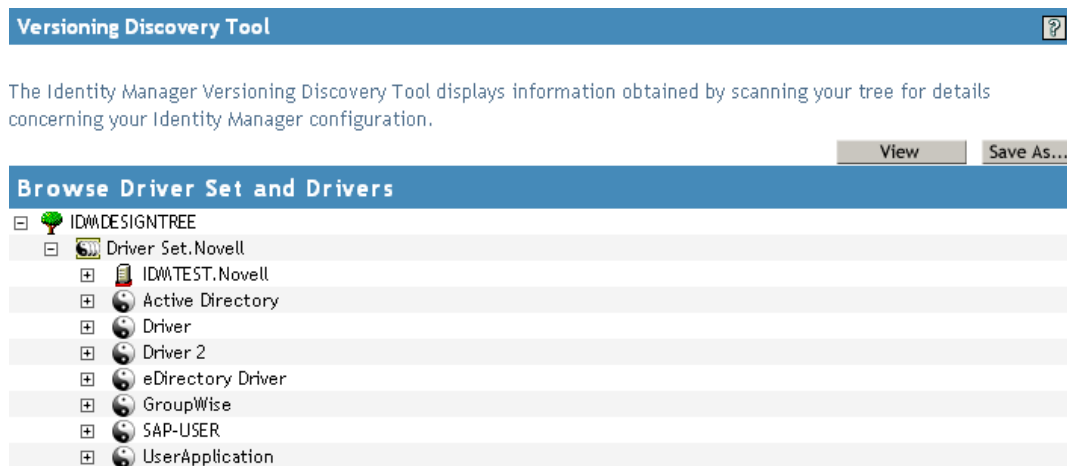 Versioning Discovery Tool
?
The Identity Manager Versioning Discovery Tool displays information obtained by scanning your tree for details
concerning your Identity Manager configuration.
View Save As...
Browse Driver Set and Drivers
IDMDESIGNTREE
Driver Set.Novell
IDMTEST.Novell
Active Directory
Driver
Driver 2
eDirectory Driver
GroupWise
SAP-USER
UserApplication